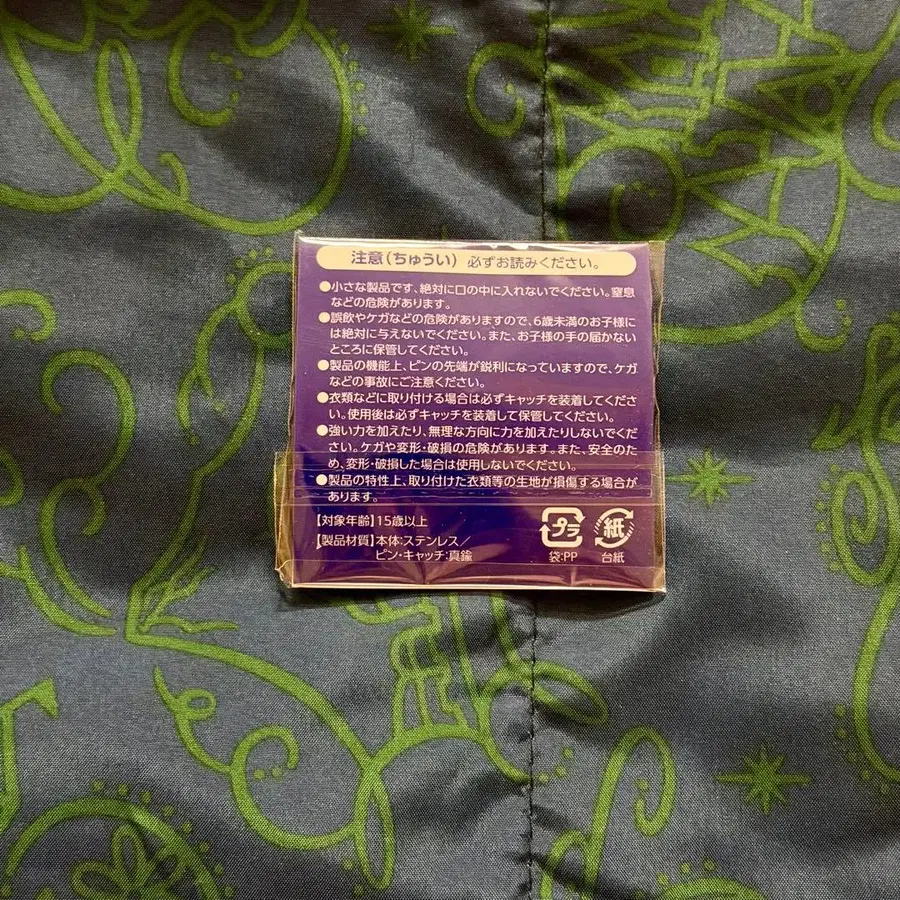 注意(ちゅうい) 必ずお読みください。
●小さな製品です、絶対に口の中に入れないでください。窒息
などの危険があります。
●誤飲やケガなどの危険がありますので、6歳未満のお子様に
は絶対に与えないでください。また、お子様の手の届かない
ところに保管してください。
●製品の機能上、ピンの先端が鋭利になっていますので、ケガ
などの事故にご注意ください。
●衣類などに取り付ける場合は必ずキャッチを装着してくださ
い。使用後は必ずキャッチを装着して保管してください。
●強い力を加えたり、無理な方向に力を加えたりしないでくだ
さい。ケガや変形・破損の危険があります。また、安全のた
め、変形・破損した場合は使用しないでください。
●製品の特性上、取り付けた衣類等の生地が損傷する場合が
あります。
【対象年齢】15歳以上
【製品材質】本体:ステンレス/
ピン・キャッチ:真鍮
プラ
袋:PP
紙
台紙